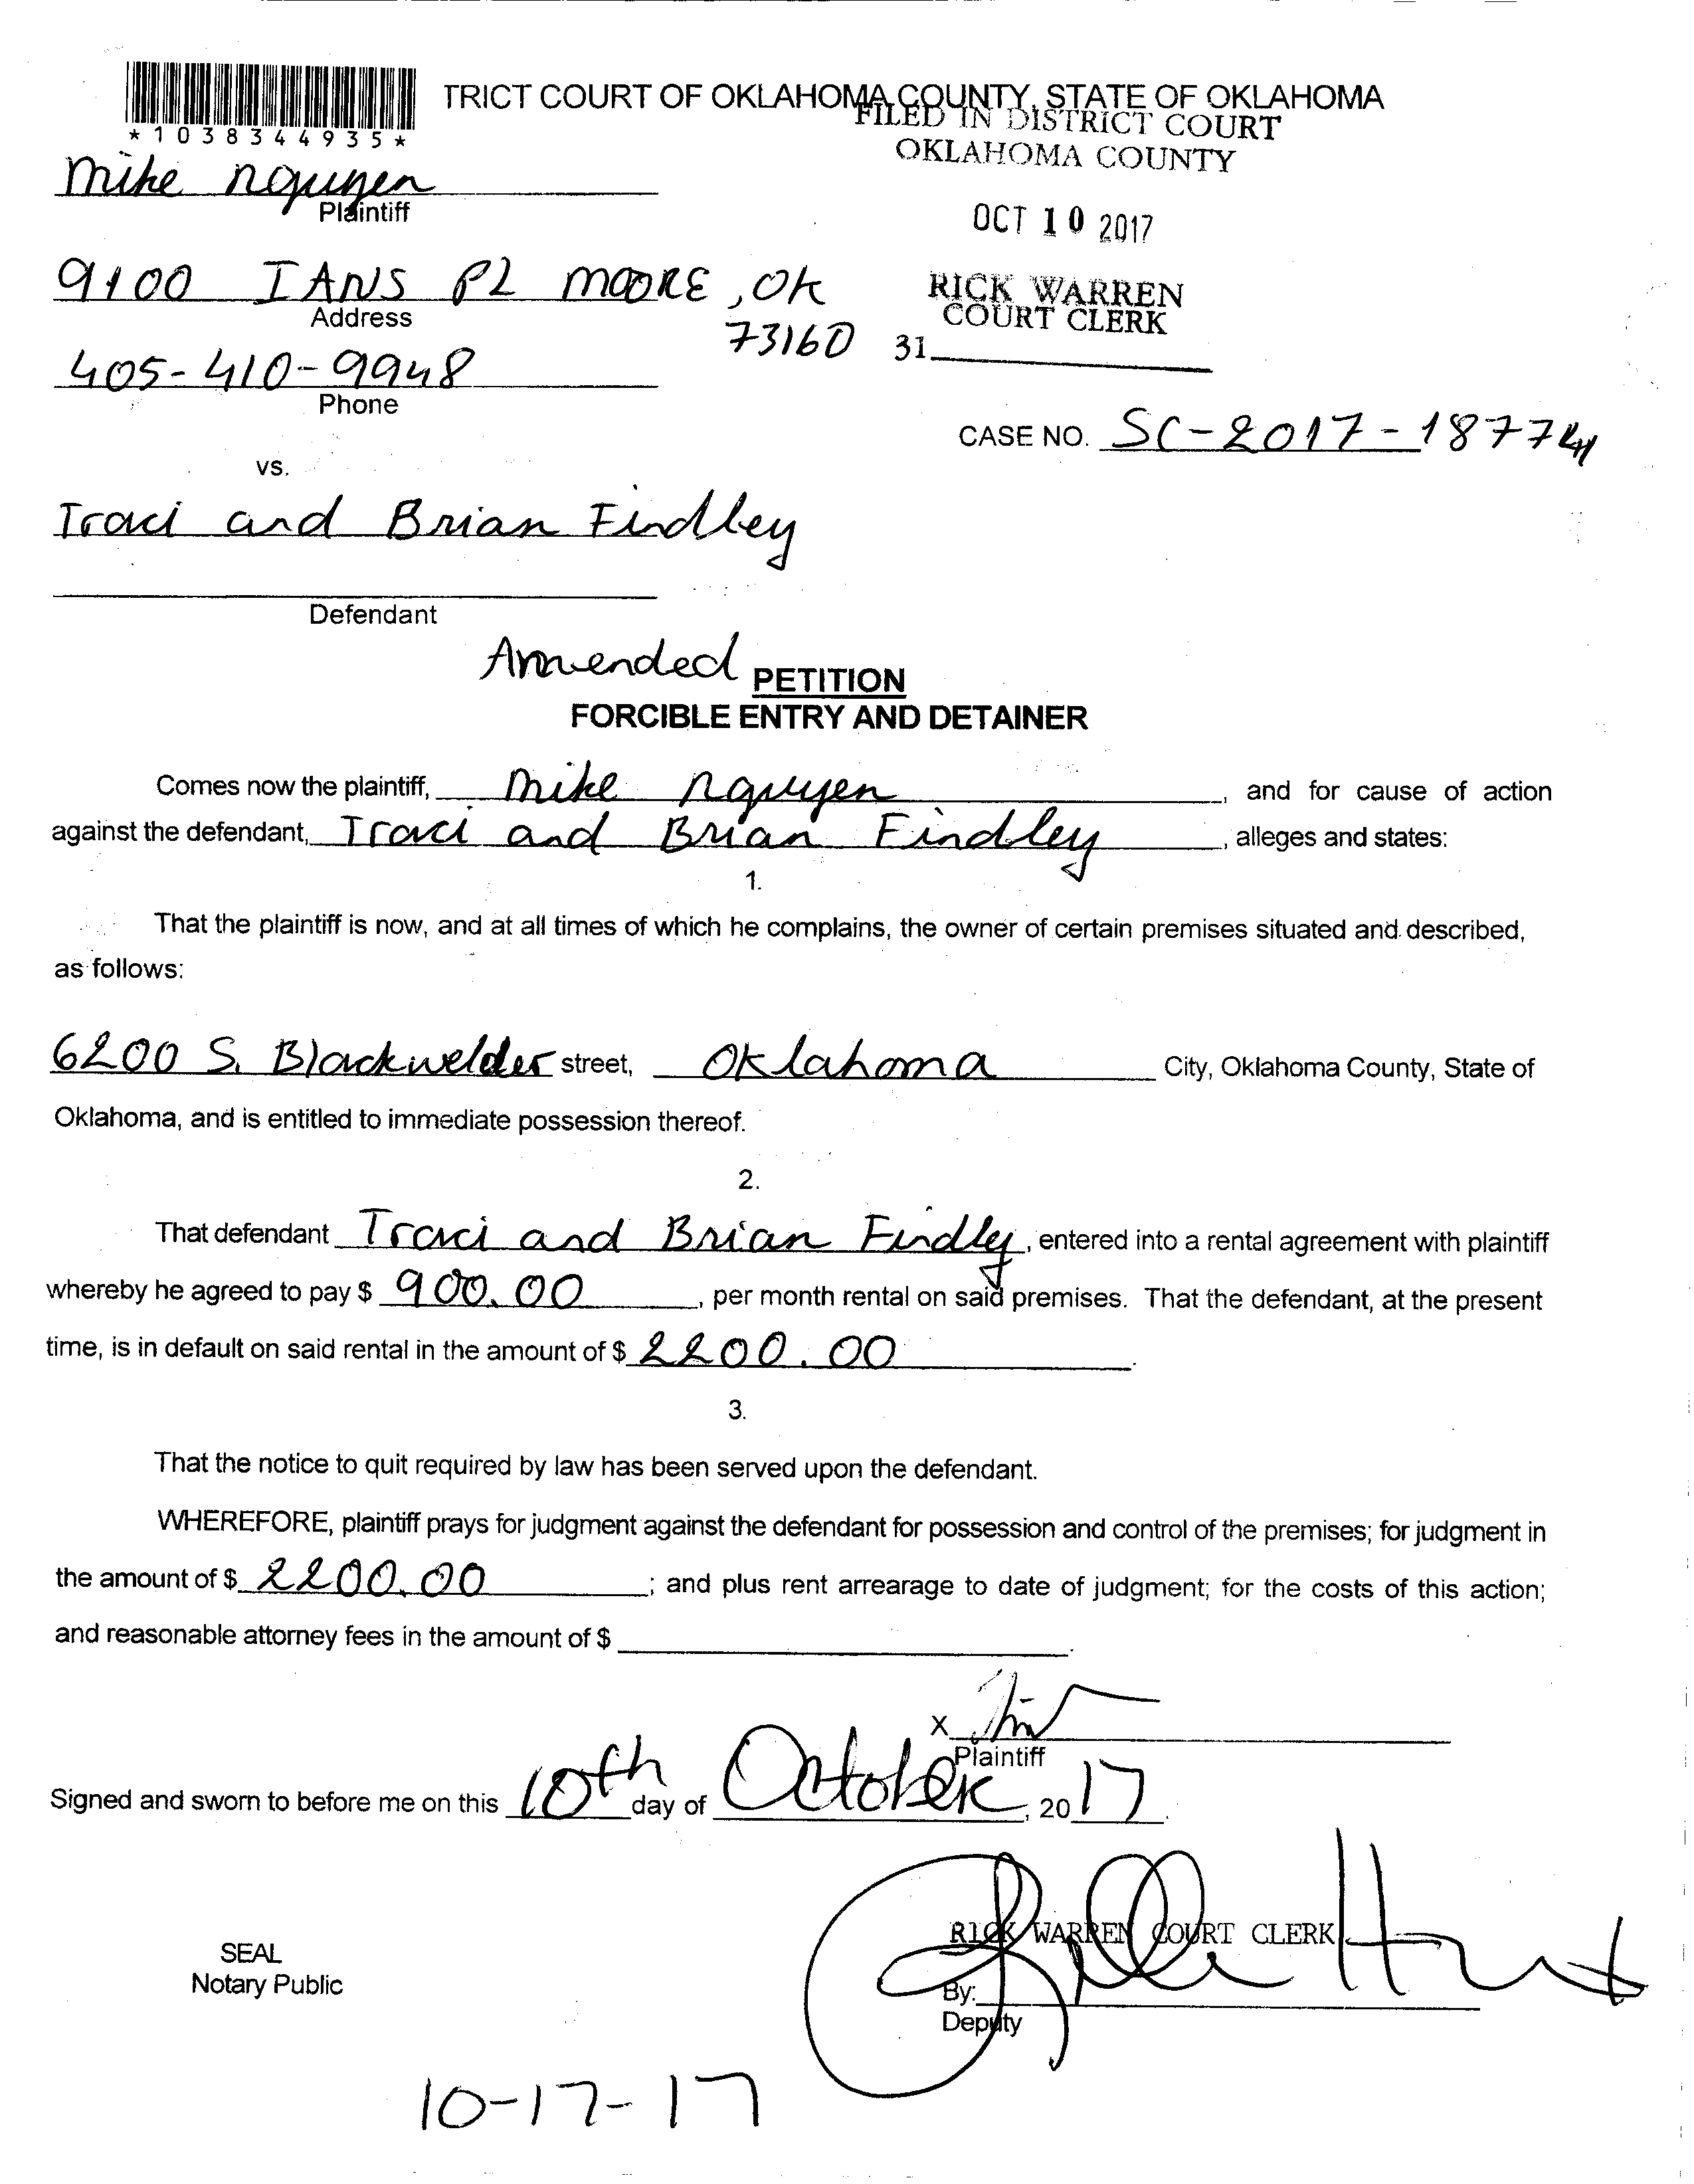 TRICT COURT OF OKLAHOMA COUNTY, STATE OF OKLAHOMA
*1038344935*
FILED IN DISTRICT COURT
OKLAHOMA COUNTY
mike nguyen
Plaintiff
OCT 10 2017
9100 IANS PL MOORE, OK
Address
73160
RICK WARREN
COURT CLERK
31
405-410-9948
Phone
CASE NO. SC-2017-18774
vs.
Traci and Brian Findley
Defendant
Amended PETITION
FORCIBLE ENTRY AND DETAINER
Comes now the plaintiff, mike nguyen, and for cause of action
against the defendant, Traci and Brian Findley, alleges and states:
1.
That the plaintiff is now, and at all times of which he complains, the owner of certain premises situated and described,
as follows:
6200 S. Blackwelder street, Oklahoma City, Oklahoma County, State of
Oklahoma, and is entitled to immediate possession thereof.
2.
That defendant Traci and Brian Findley, entered into a rental agreement with plaintiff
whereby he agreed to pay $ 900.00, per month rental on said premises. That the defendant, at the present
time, is in default on said rental in the amount of $ 2200.00.
3.
That the notice to quit required by law has been served upon the defendant.
WHEREFORE, plaintiff prays for judgment against the defendant for possession and control of the premises; for judgment in
the amount of $ 2200.00; and plus rent arrearage to date of judgment; for the costs of this action;
and reasonable attorney fees in the amount of $ .
X
Plaintiff
Signed and sworn to before me on this 10th day of October, 2017.
RICK WARREN COURT CLERK
SEAL
Notary Public
By:
Deputy
10-17-17